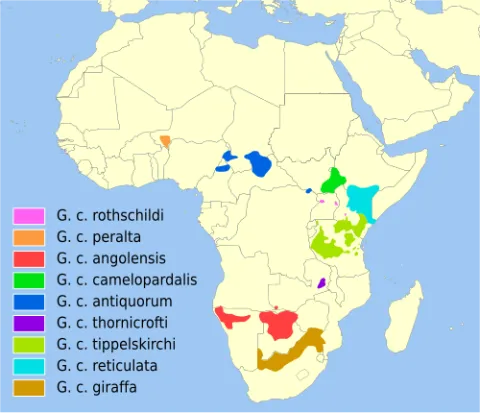 G. c. rothschildi
G. c. peralta
G. c. angolensis
G. c. camelopardalis
G. c. antiquorum
G. c. thornicrofti
G. c. tippelskirchi
G. c. reticulata
G. c. giraffa